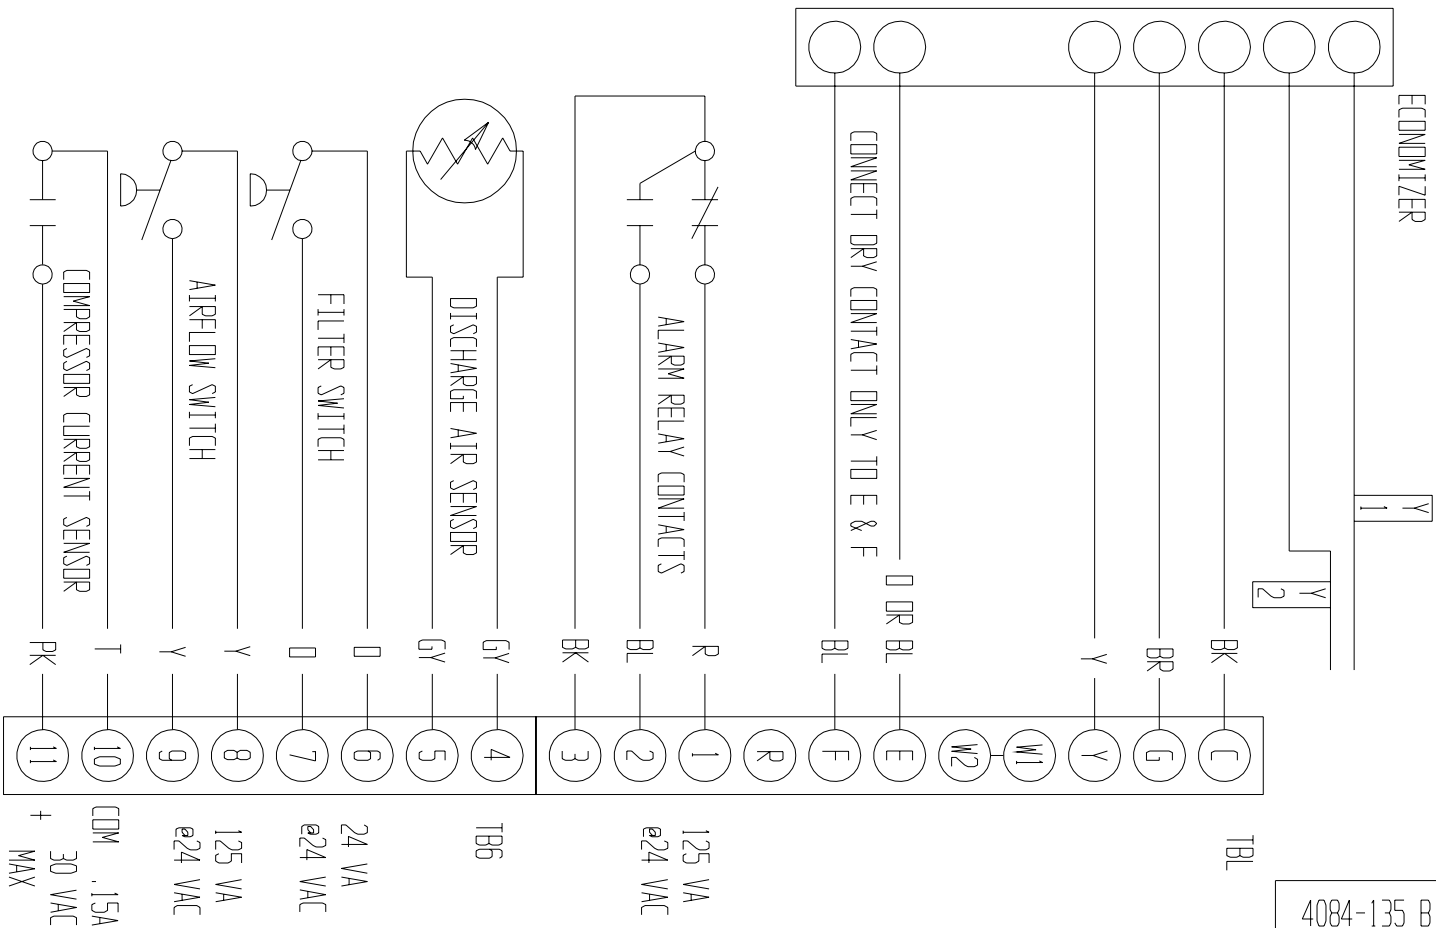 ECONOMIZER
Y
1
Y
2
BK
C
BR
G
Y
Y
W1
W2
O OR BL
E
CONNECT DRY CONTACT ONLY TO E & F
BL
F
R
R
1
ALARM RELAY CONTACTS
BL
2
BK
3
TBL
125 VA
@24 VAC
GY
4
DISCHARGE AIR SENSOR
GY
5
TB6
O
6
FILTER SWITCH
O
7
24 VA
@24 VAC
Y
8
AIRFLOW SWITCH
Y
9
125 VA
@24 VAC
T
10
COMPRESSOR CURRENT SENSOR
PK
11
COM .15A
30 VAC
+ MAX
4084-135 B